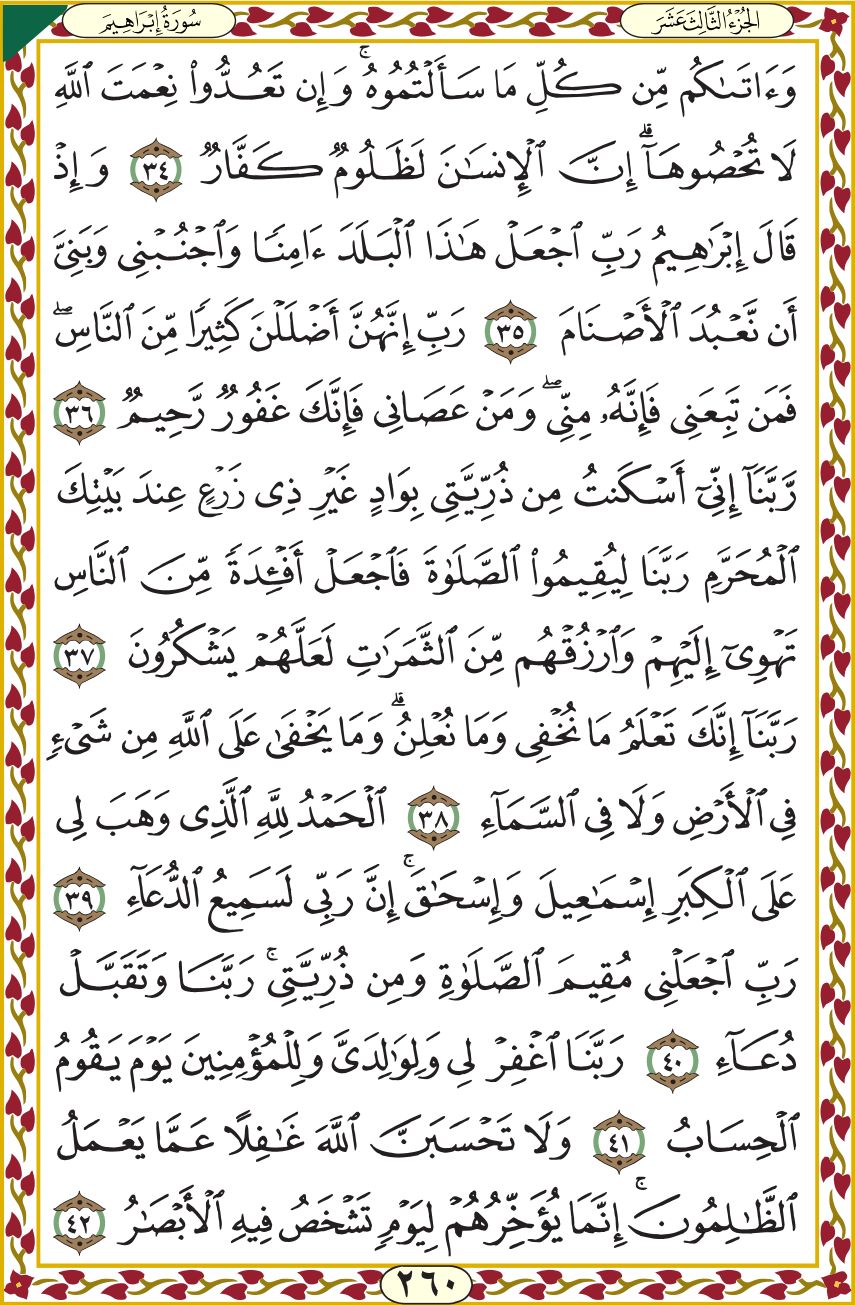 الجُزْءُ الثَّالِثَ عَشَرَ
سُورَةُ إِبْرَاهِيمَ
وَءَاتَىٰكُم مِّن كُلِّ مَا سَأَلْتُمُوهُ ۚ وَإِن تَعُدُّوا۟ نِعْمَتَ ٱللَّهِ
لَا تُحْصُوهَآ ۗ إِنَّ ٱلْإِنسَـٰنَ لَظَلُومٌ كَفَّارٌ ٣٤ وَإِذْ
قَالَ إِبْرَٰهِيمُ رَبِّ ٱجْعَلْ هَـٰذَا ٱلْبَلَدَ ءَامِنًا وَٱجْنُبْنِى وَبَنِىَّ
أَن نَّعْبُدَ ٱلْأَصْنَامَ ٣٥ رَبِّ إِنَّهُنَّ أَضْلَلْنَ كَثِيرًا مِّنَ ٱلنَّاسِ ۖ
فَمَن تَبِعَنِى فَإِنَّهُۥ مِنِّى ۖ وَمَنْ عَصَانِى فَإِنَّكَ غَفُورٌ رَّحِيمٌ ٣٦
رَّبَّنَآ إِنِّىٓ أَسْكَنتُ مِن ذُرِّيَّتِى بِوَادٍ غَيْرِ ذِى زَرْعٍ عِندَ بَيْتِكَ
ٱلْمُحَرَّمِ رَبَّنَا لِيُقِيمُوا۟ ٱلصَّلَوٰةَ فَٱجْعَلْ أَفْـِٔدَةً مِّنَ ٱلنَّاسِ
تَهْوِىٓ إِلَيْهِمْ وَٱرْزُقْهُم مِّنَ ٱلثَّمَرَٰتِ لَعَلَّهُمْ يَشْكُرُونَ ٣٧
رَبَّنَآ إِنَّكَ تَعْلَمُ مَا نُخْفِى وَمَا نُعْلِنُ ۗ وَمَا يَخْفَىٰ عَلَى ٱللَّهِ مِن شَىْءٍ
فِى ٱلْأَرْضِ وَلَا فِى ٱلسَّمَآءِ ٣٨ ٱلْحَمْدُ لِلَّهِ ٱلَّذِى وَهَبَ لِى
عَلَى ٱلْكِبَرِ إِسْمَـٰعِيلَ وَإِسْحَـٰقَ ۚ إِنَّ رَبِّى لَسَمِيعُ ٱلدُّعَآءِ ٣٩
رَبِّ ٱجْعَلْنِى مُقِيمَ ٱلصَّلَوٰةِ وَمِن ذُرِّيَّتِى ۚ رَبَّنَا وَتَقَبَّلْ
دُعَآءِ ٤٠ رَبَّنَا ٱغْفِرْ لِى وَلِوَٰلِدَىَّ وَلِلْمُؤْمِنِينَ يَوْمَ يَقُومُ
ٱلْحِسَابُ ٤١ وَلَا تَحْسَبَنَّ ٱللَّهَ غَـٰفِلًا عَمَّا يَعْمَلُ
ٱلظَّـٰلِمُونَ ۚ إِنَّمَا يُؤَخِّرُهُمْ لِيَوْمٍ تَشْخَصُ فِيهِ ٱلْأَبْصَـٰرُ ٤٢
٢٦٠